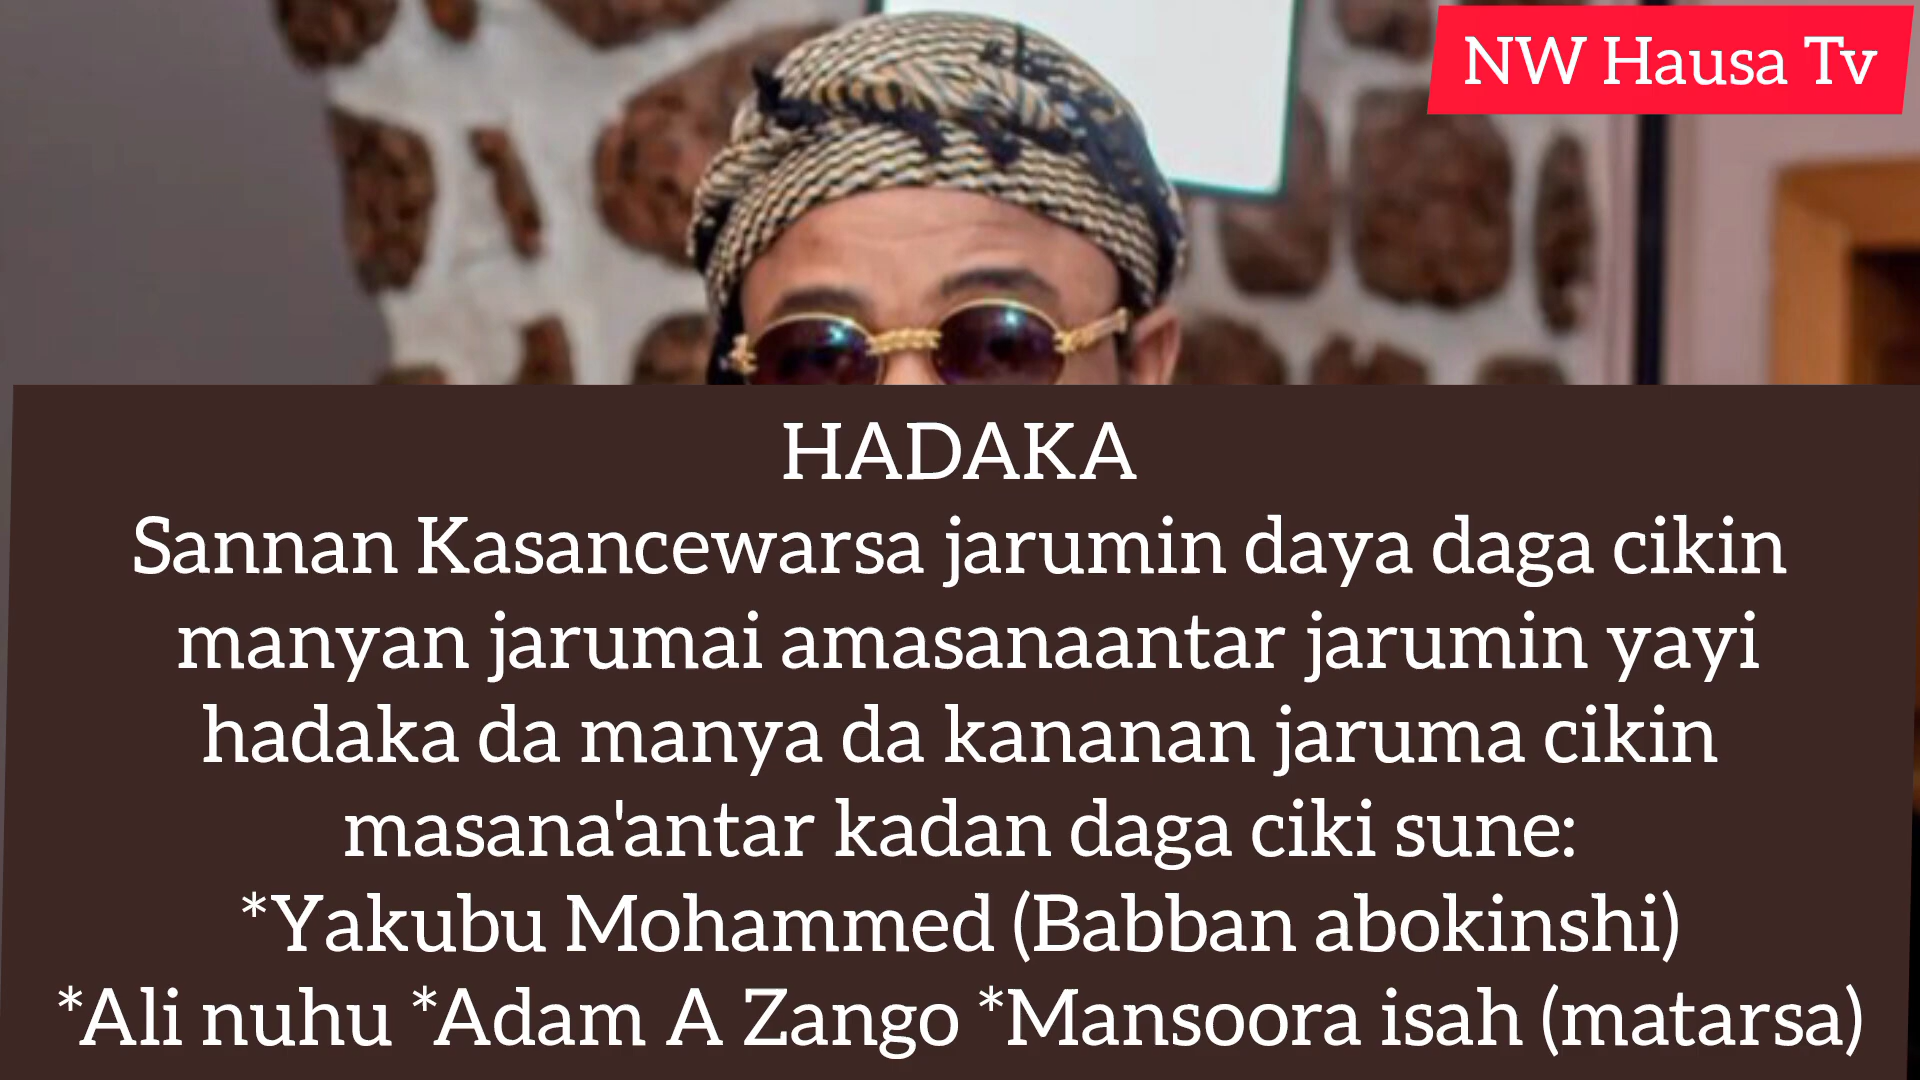 NW Hausa Tv
HADAKA
Sannan Kasancewarsa jarumin daya daga cikin
manyan jarumai amasanaantar jarumin yayi
hadaka da manya da kananan jaruma cikin
masana'antar kadan daga ciki sune:
*Yakubu Mohammed (Babban abokinshi)
*Ali nuhu *Adam A Zango *Mansoora isah (matarsa)